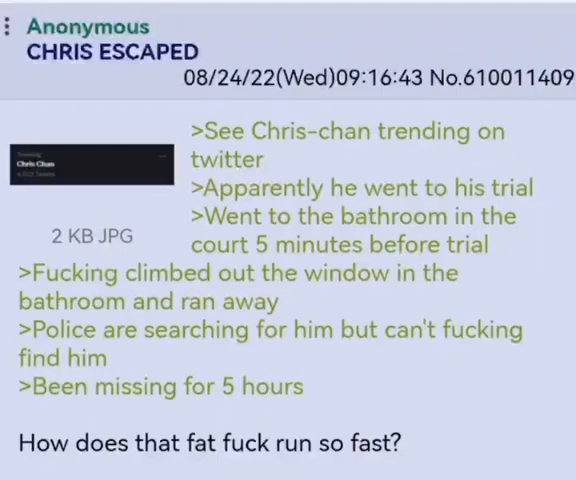 Anonymous
CHRIS ESCAPED
08/24/22(Wed)09:16:43 No.610011409
>See Chris-chan trending on
twitter
Chris Chan
>Apparently he went to his trial
>Went to the bathroom in the
2 KB JPG
court 5 minutes before trial
>Fucking climbed out the window in the
bathroom and ran away
>Police are searching for him but can't fucking
find him
>Been missing for 5 hours
How does that fat fuck run so fast?